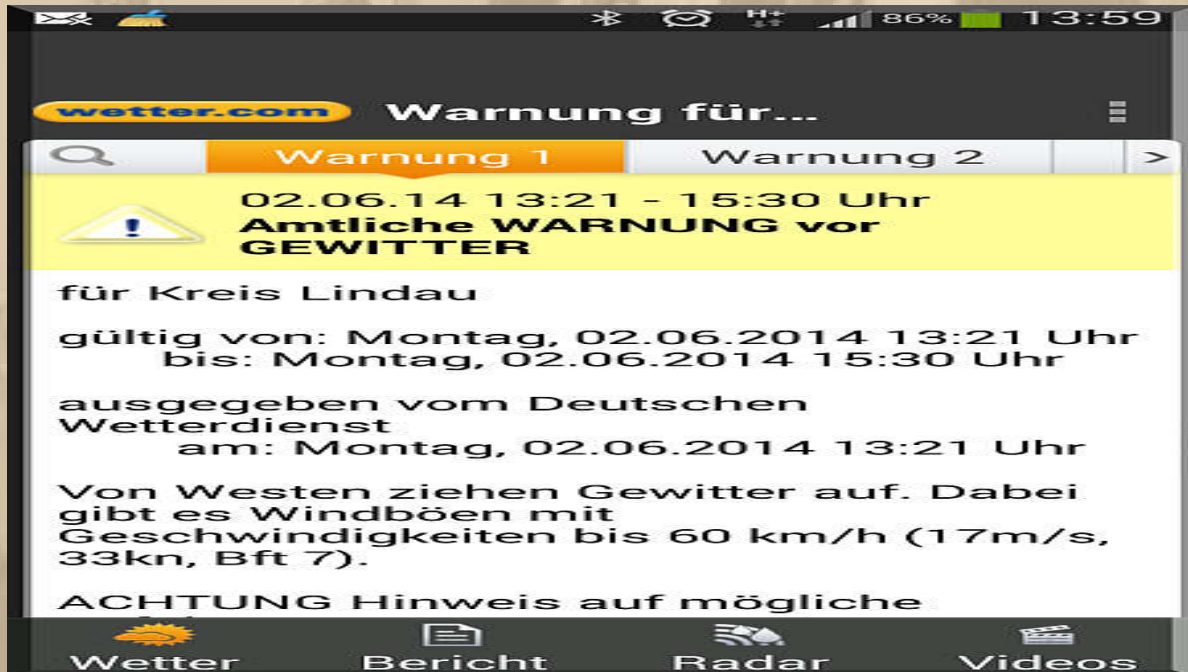 H+ 86% 13:59
wetter.com Warnung für...
Warnung 1 Warnung 2 >
02.06.14 13:21 - 15:30 Uhr
Amtliche WARNUNG vor
GEWITTER
für Kreis Lindau
gültig von: Montag, 02.06.2014 13:21 Uhr
bis: Montag, 02.06.2014 15:30 Uhr
ausgegeben vom Deutschen
Wetterdienst
am: Montag, 02.06.2014 13:21 Uhr
Von Westen ziehen Gewitter auf. Dabei
gibt es Windböen mit
Geschwindigkeiten bis 60 km/h (17m/s,
33kn, Bft 7).
ACHTUNG Hinweis auf mögliche
Wetter Bericht Radar Videos